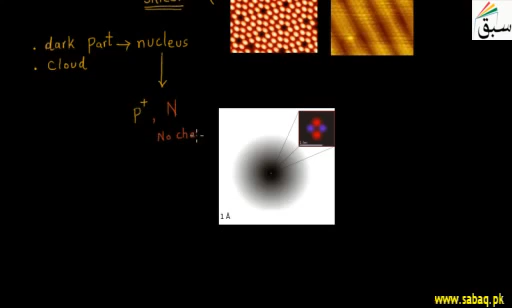 سبق
. dark part → nucleus
. cloud
p+, N
No cha
1 Å
www.sabaq.pk